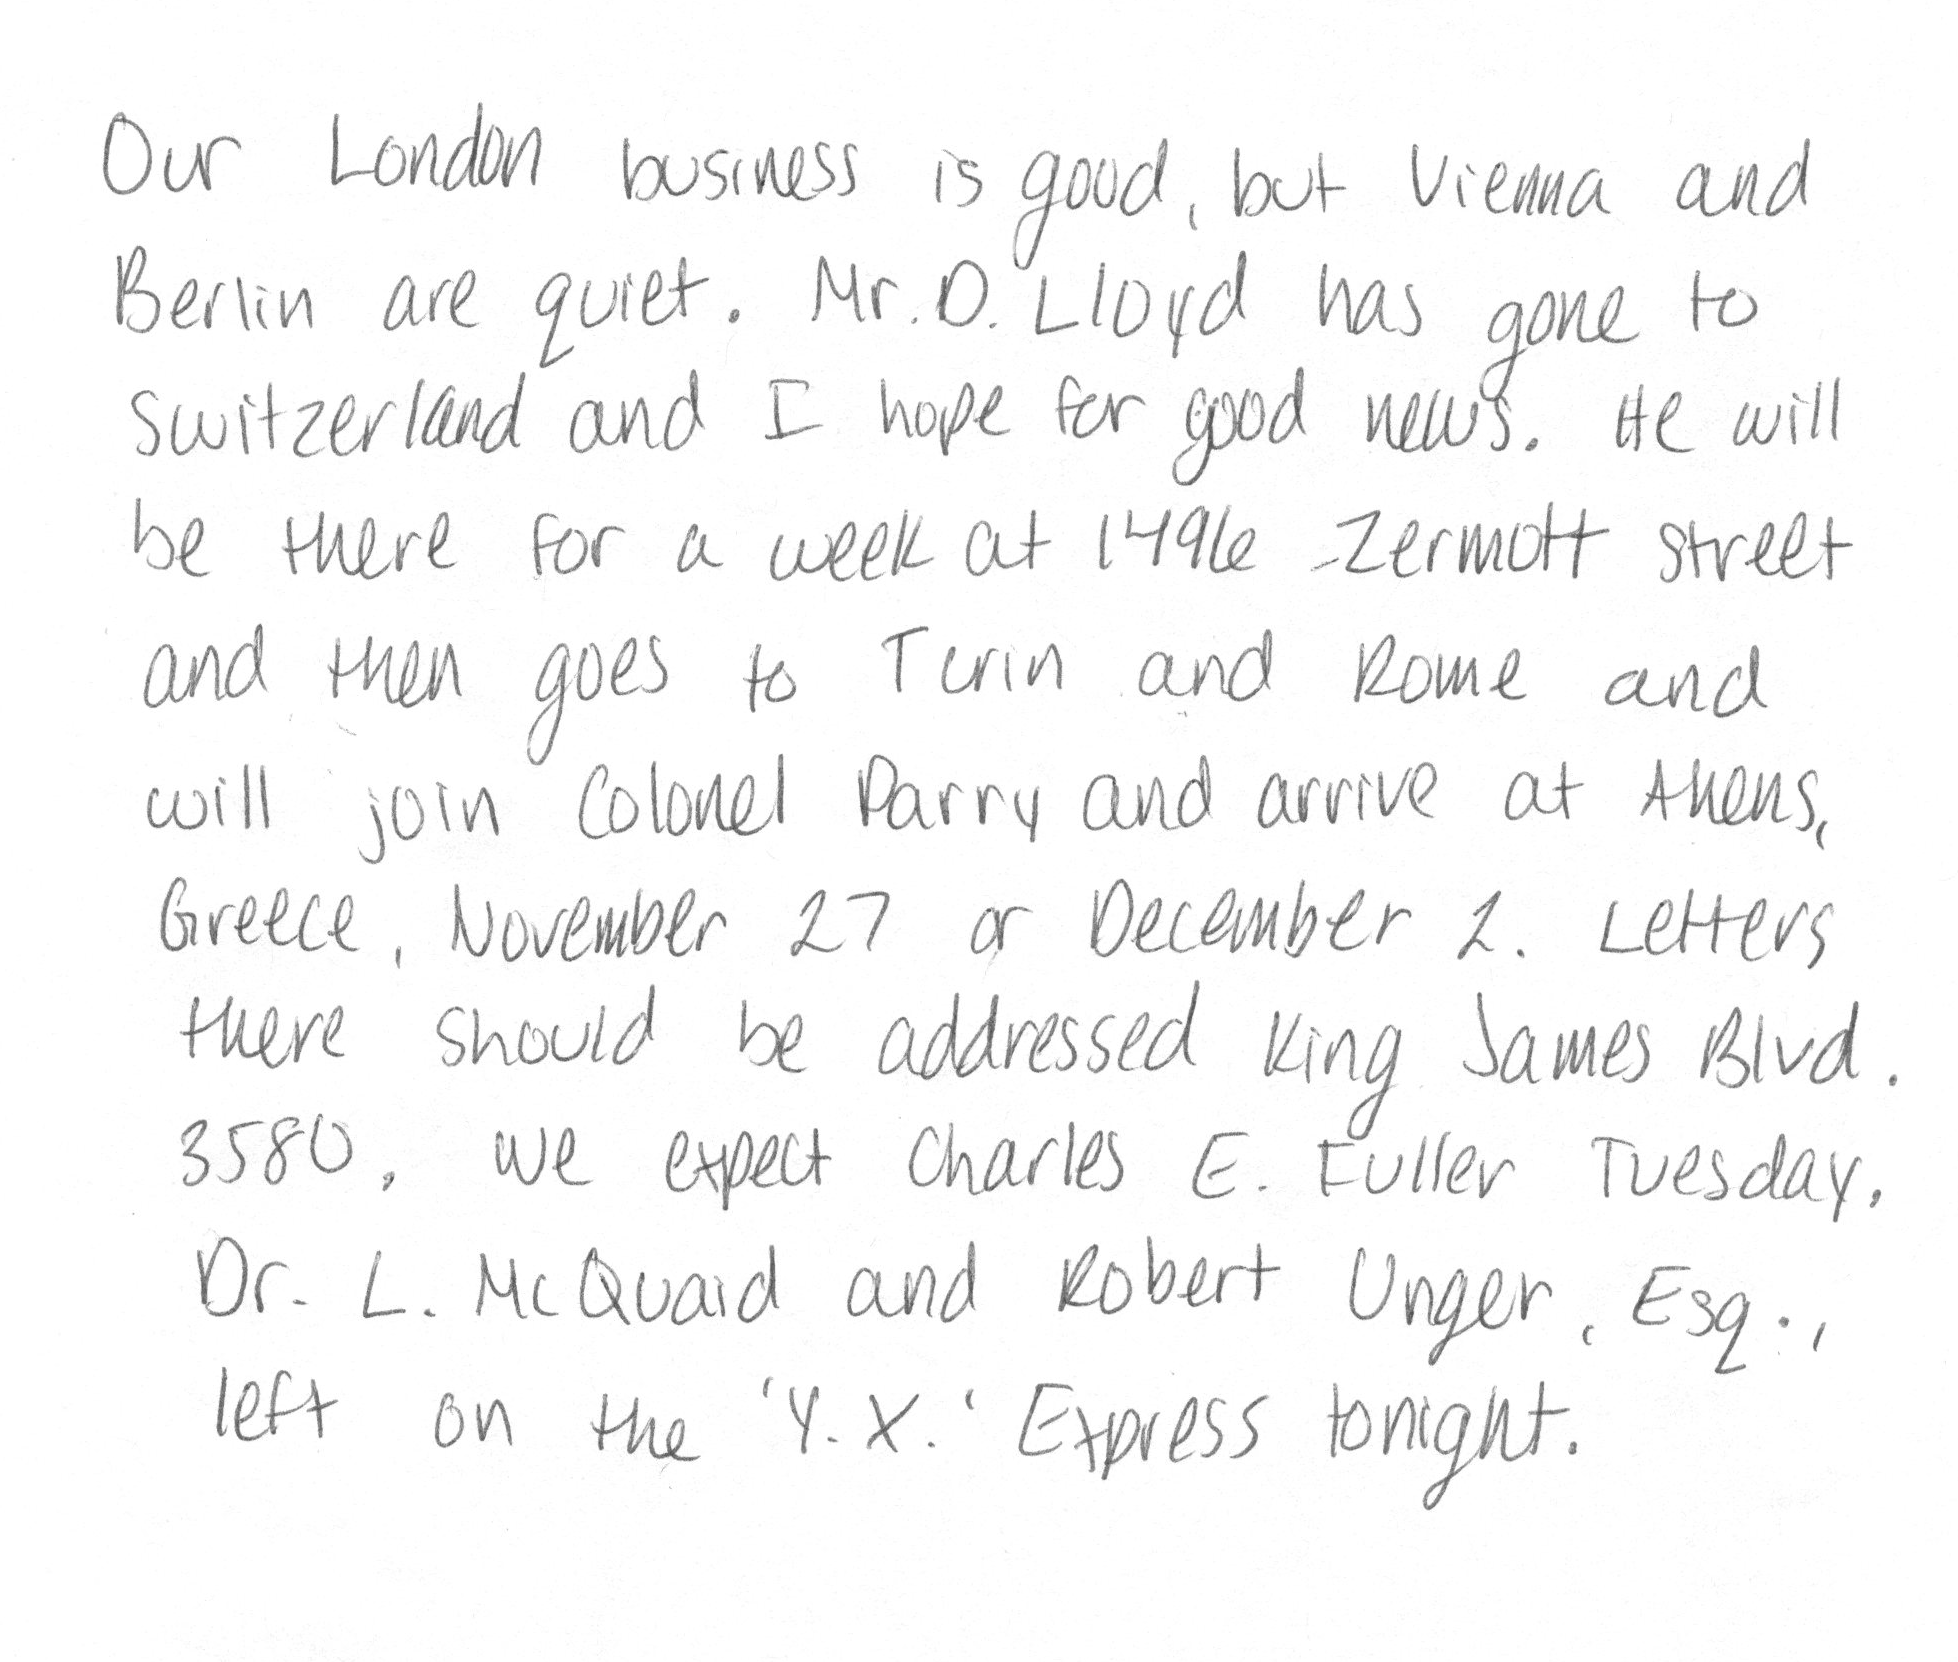 Our London business is good, but Vienna and
Berlin are quiet. Mr. D. Lloyd has gone to
Switzerland and I hope for good news. He will
be there for a week at 1496 Zermott street
and then goes to Turin and Rome and
will join Colonel Parry and arrive at Athens,
Greece, November 27 or December 2. Letters
there should be addressed King James Blvd.
3580. We expect Charles E. Fuller Tuesday.
Dr. L. McQuaid and Robert Unger, Esq.,
left on the 'Y.X.' Express tonight.